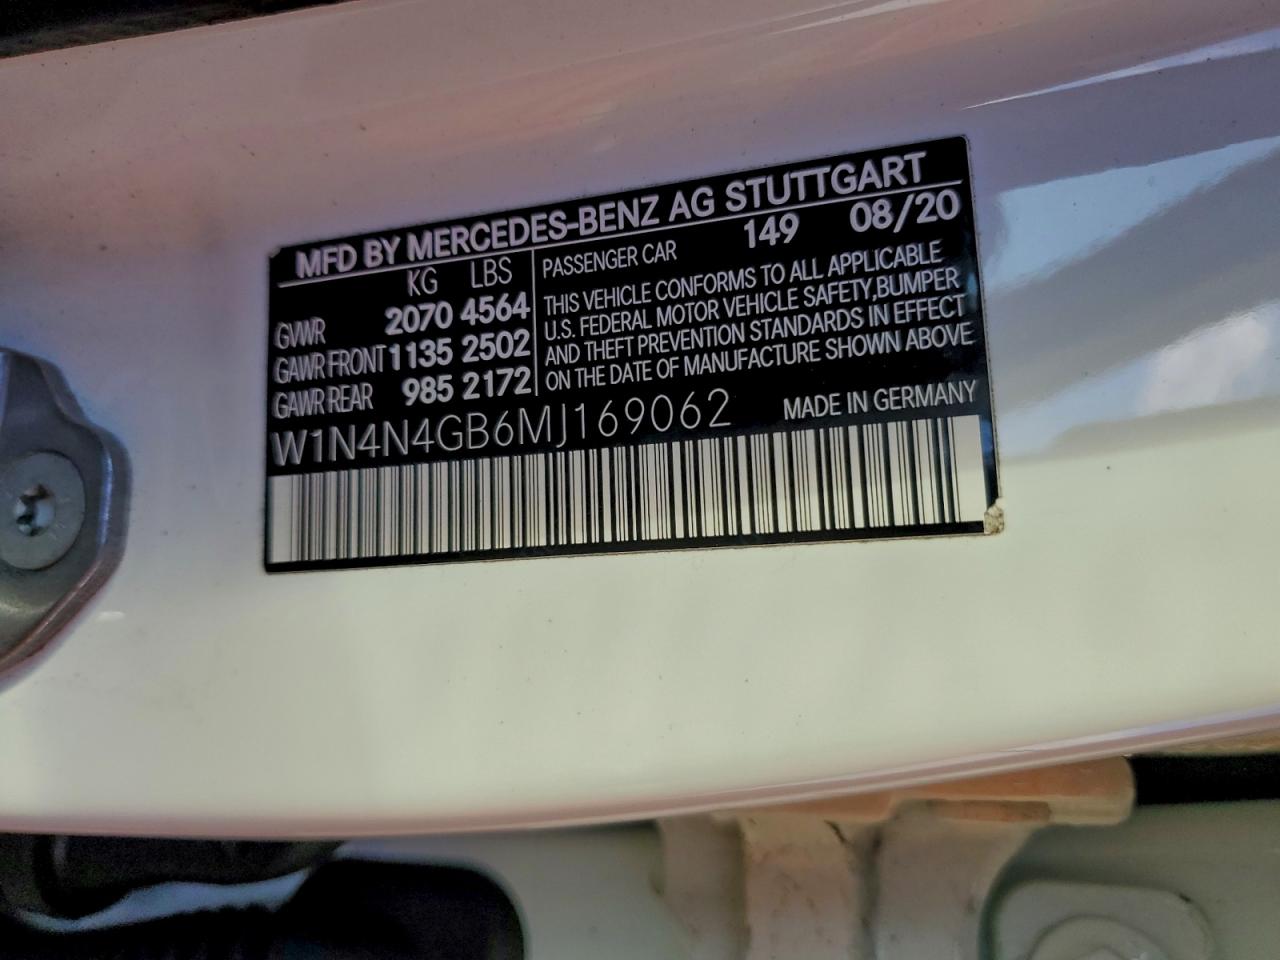 MFD BY MERCEDES-BENZ AG STUTTGART
KG LBS
GVWR 2070 4564
GAWR FRONT 1135 2502
GAWR REAR 985 2172
PASSENGER CAR 149 08/20
THIS VEHICLE CONFORMS TO ALL APPLICABLE
U.S. FEDERAL MOTOR VEHICLE SAFETY,BUMPER
AND THEFT PREVENTION STANDARDS IN EFFECT
ON THE DATE OF MANUFACTURE SHOWN ABOVE
W1N4N4GB6MJ169062 MADE IN GERMANY